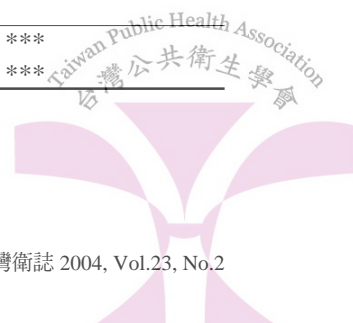 ***
***
Taiwan Public Health Association
台灣公共衛生學會
灣衛誌 2004, Vol.23, No.2